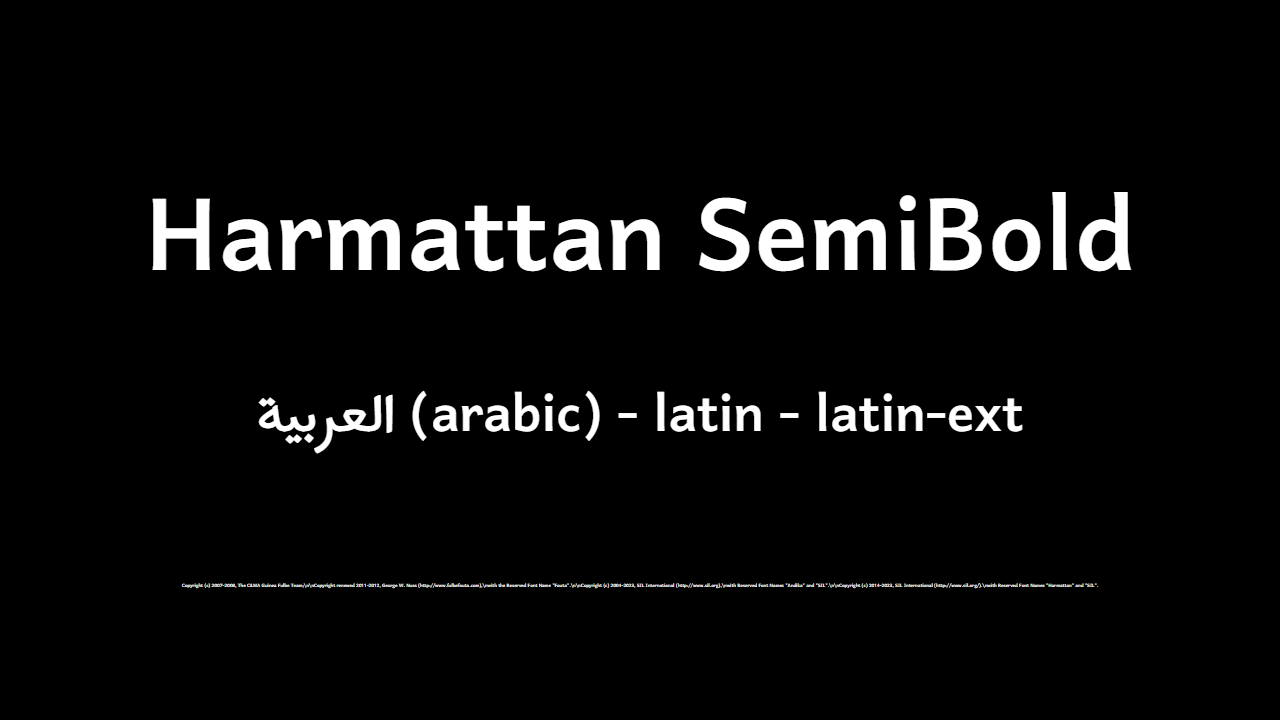 Harmattan SemiBold
العربية (arabic) - latin - latin-ext
Copyright (c) 2007-2008, The C&MA Guinea Fulbe Team/\n\nCopyright renewed 2011-2012, George W. Nuss (http://www.fulbefouta.com),\nwith the Reserved Font Name "Fouta".\n\nCopyright (c) 2004-2023, SIL International (http://www.sil.org),\nwith Reserved Font Names "Andika" and "SIL".\n\nCopyright (c) 2014-2023, SIL International (http://www.sil.org/),\nwith Reserved Font Names "Harmattan" and "SIL".